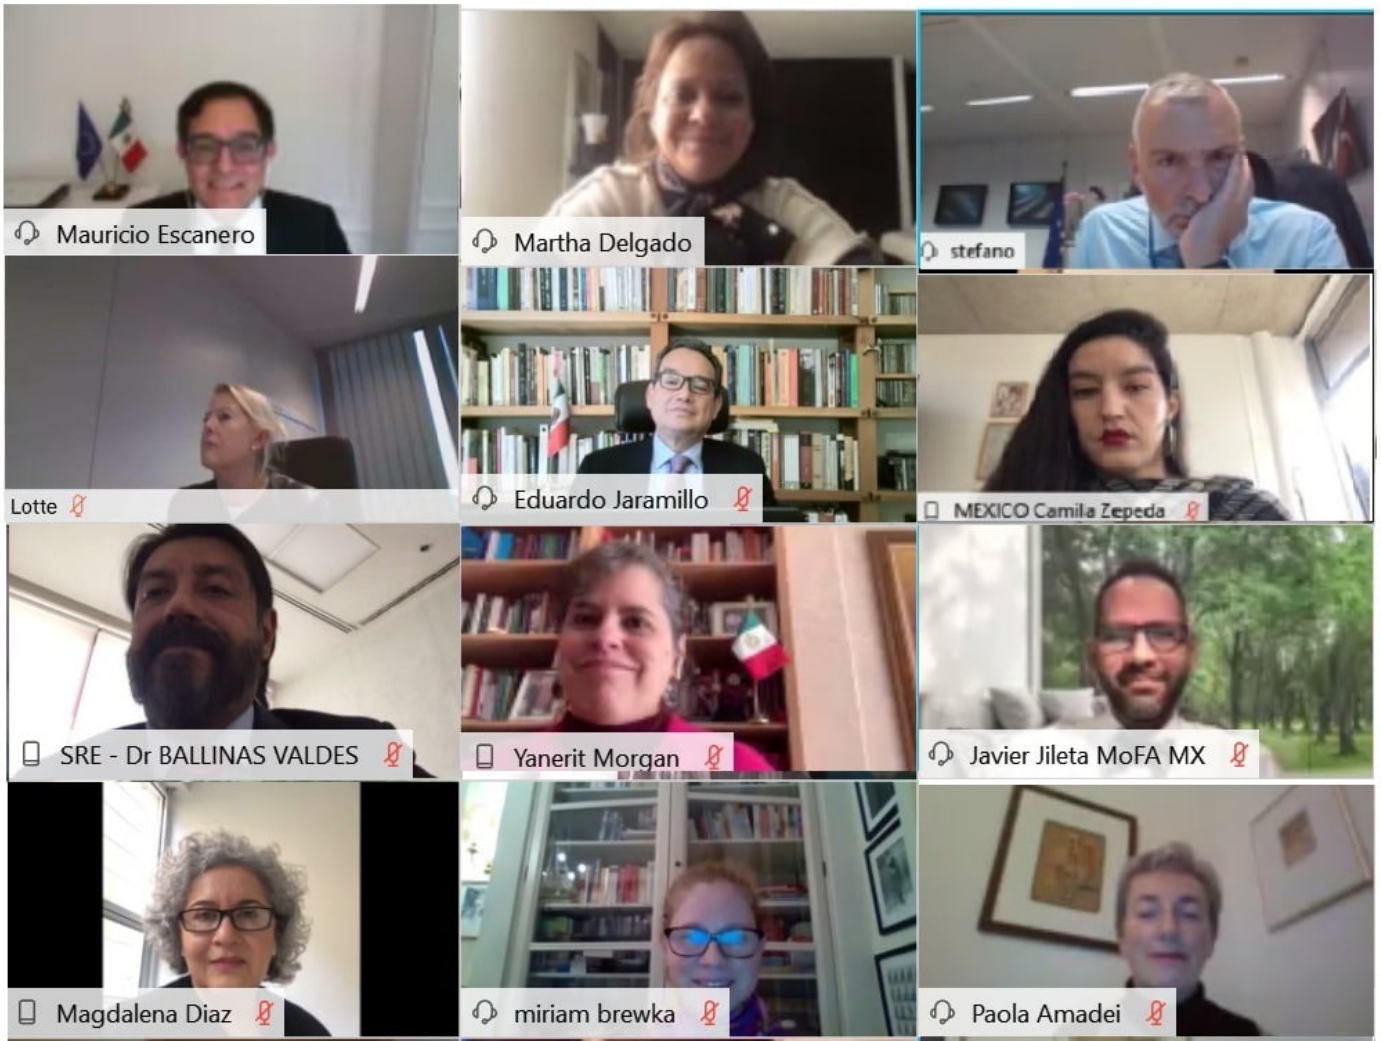 Mauricio Escanero
Martha Delgado
stefano
Lotte
Eduardo Jaramillo
MEXICO Camila Zepeda
SRE - Dr BALLINAS VALDES
Yanerit Morgan
Javier Jileta MoFA MX
Magdalena Diaz
miriam brewka
Paola Amadei